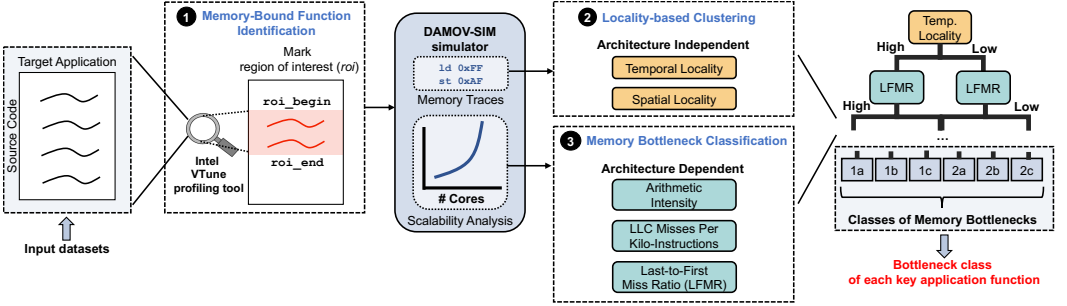 Target Application
Source Code
Input datasets
1 Memory-Bound Function
Identification
Mark
region of interest (roi)
roi_begin
roi_end
Intel
VTune
profiling tool
DAMOV-SIM
simulator
ld 0xFF
st 0xAF
Memory Traces
# Cores
Scalability Analysis
2 Locality-based Clustering
Architecture Independent
Temporal Locality
Spatial Locality
3 Memory Bottleneck Classification
Architecture Dependent
Arithmetic
Intensity
LLC Misses Per
Kilo-Instructions
Last-to-First
Miss Ratio (LFMR)
Temp.
Locality
High
Low
LFMR
LFMR
High
Low
...
1a
1b
1c
2a
2b
2c
Classes of Memory Bottlenecks
Bottleneck class
of each key application function